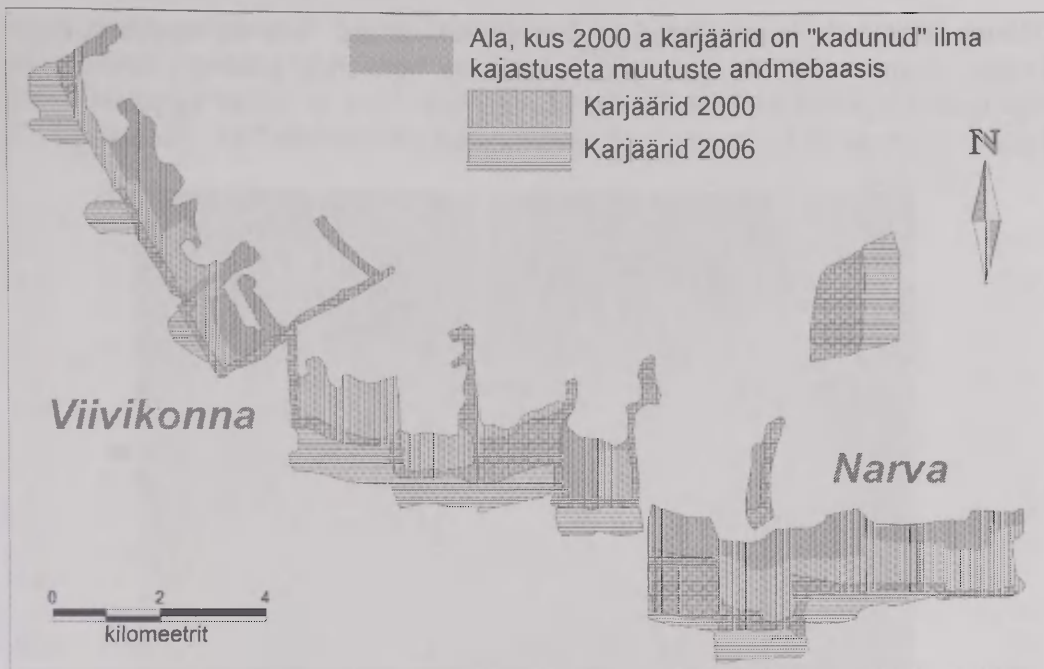 Ala, kus 2000 a karjäärid on "kadunud" ilma
kajastuseta muutuste andmebaasis
Karjäärid 2000
Karjäärid 2006
N
Viivikonna
Narva
0 2 4
kilomeetrit